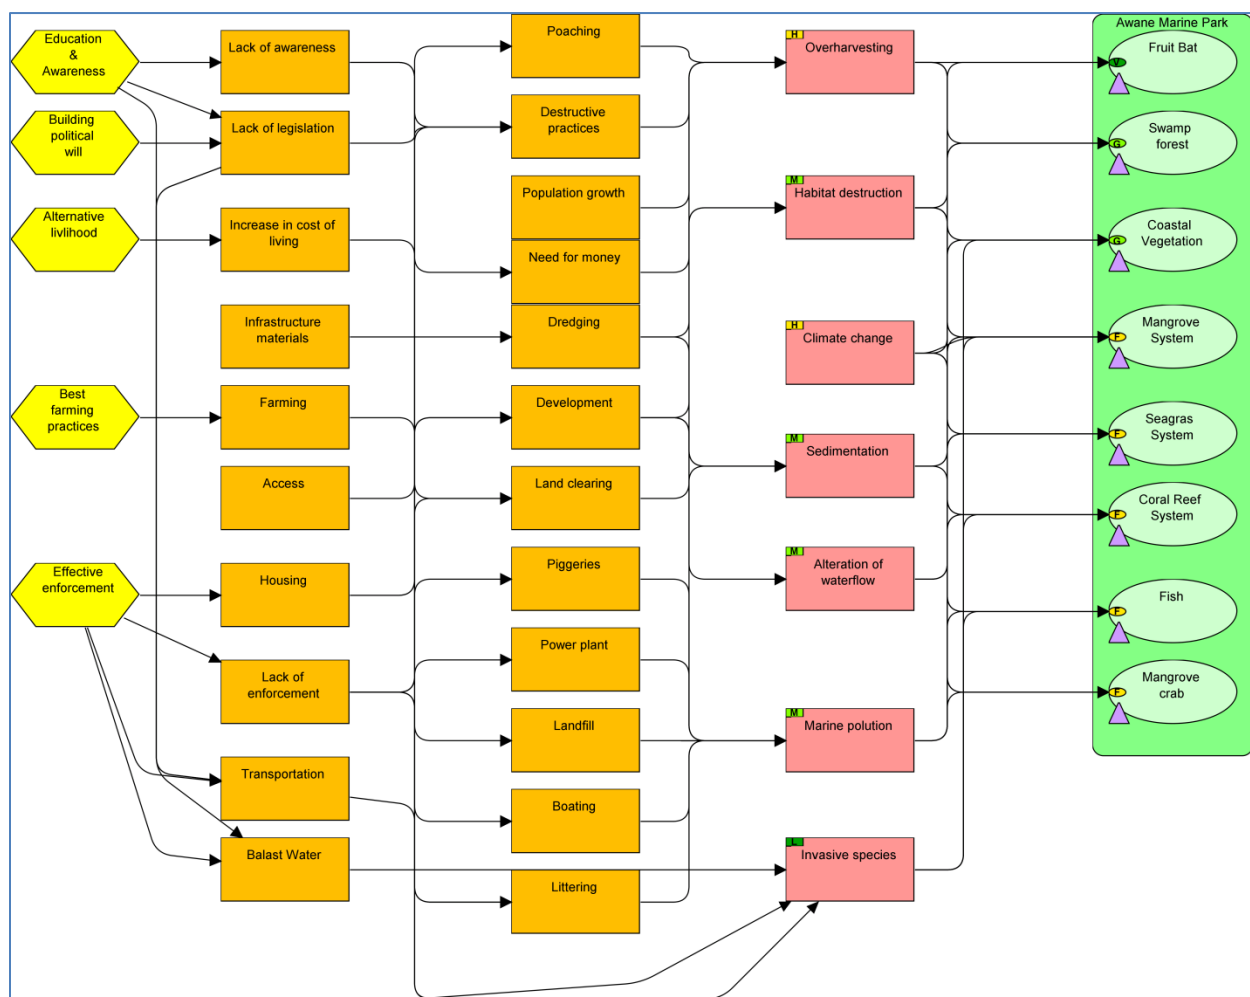 Education
&
Awareness
Building
political
will
Alternative
livlihood
Best
farming
practices
Effective
enforcement
Lack of awareness
Lack of legislation
Increase in cost of
living
Infrastructure
materials
Farming
Access
Housing
Lack of
enforcement
Transportation
Balast Water
Poaching
Destructive
practices
Population growth
Need for money
Dredging
Development
Land clearing
Piggeries
Power plant
Landfill
Boating
Littering
H
Overharvesting
M
Habitat destruction
H
Climate change
M
Sedimentation
M
Alteration of
waterflow
M
Marine polution
L
Invasive species
Awane Marine Park
Fruit Bat
V
Swamp
forest
G
Coastal
Vegetation
G
Mangrove
System
F
Seagras
System
F
Coral Reef
System
F
Fish
F
Mangrove
crab
F